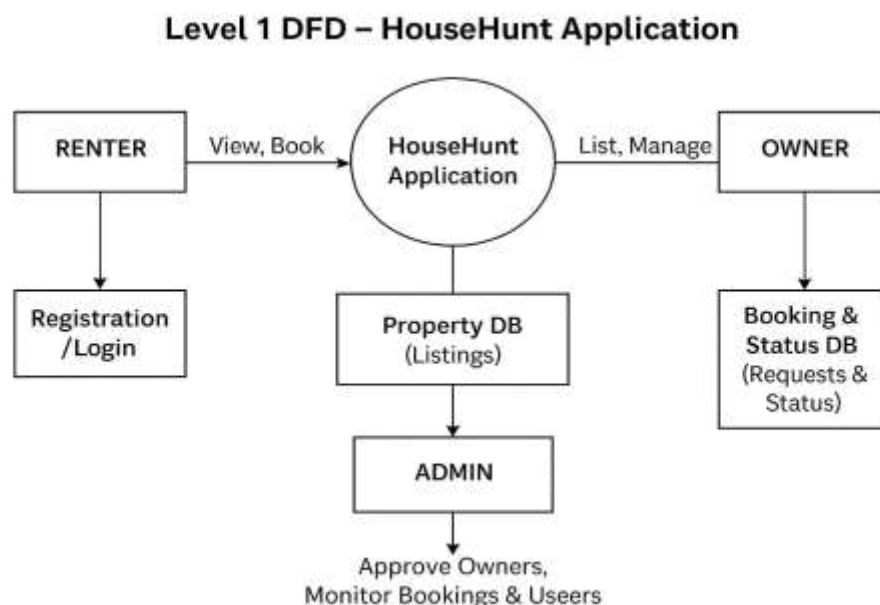 Level 1 DFD – HouseHunt Application
RENTER
View, Book
HouseHunt
Application
List, Manage
OWNER
Registration
/Login
Property DB
(Listings)
Booking &
Status DB
(Requests &
Status)
ADMIN
Approve Owners,
Monitor Bookings & Useers